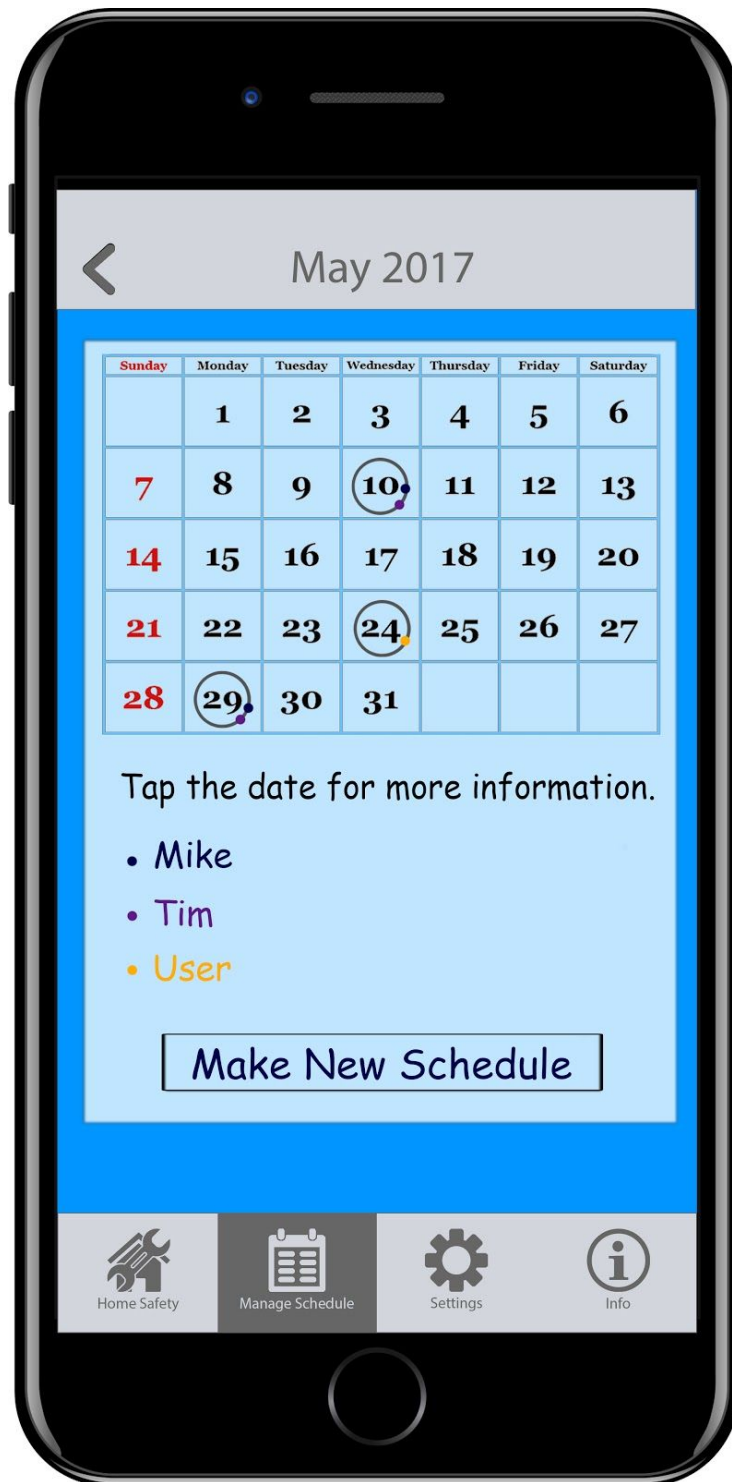 May 2017
Sunday Monday Tuesday Wednesday Thursday Friday Saturday
1 2 3 4 5 6
7 8 9 10 11 12 13
14 15 16 17 18 19 20
21 22 23 24 25 26 27
28 29 30 31
Tap the date for more information.
• Mike
• Tim
• User
Make New Schedule
Home Safety Manage Schedule Settings Info